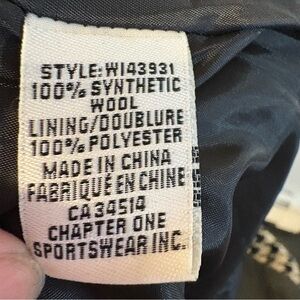 STYLE:WI43931
100% SYNTHETIC
WOOL
LINING/DOUBLURE
100% POLYESTER
MADE IN CHINA
FABRIQUÉ EN CHINE
CA 34514
CHAPTER ONE
SPORTSWEAR INC.